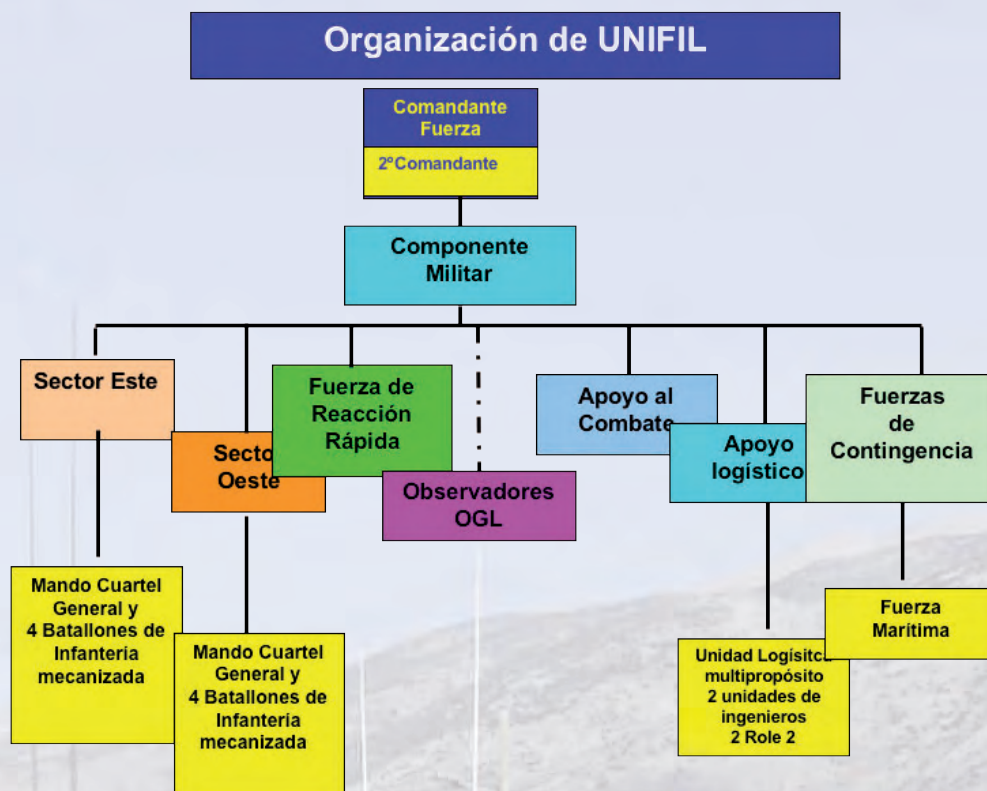 Organización de UNIFIL
Comandante
Fuerza
2ºComandante
Componente
Militar
Sector Este
Secto
Oeste
Fuerza de
Reacción
Rápida
Observadores
OGL
Apoyo al
Combate
Apoyo
logístico
Fuerzas
de
Contingencia
Mando Cuartel
General y
4 Batallones de
Infantería
mecanizada
Mando Cuartel
General y
4 Batallones de
Infantería
mecanizada
Unidad Logísitca
multipropósito
2 unidades de
ingenieros
2 Role 2
Fuerza
Marítima